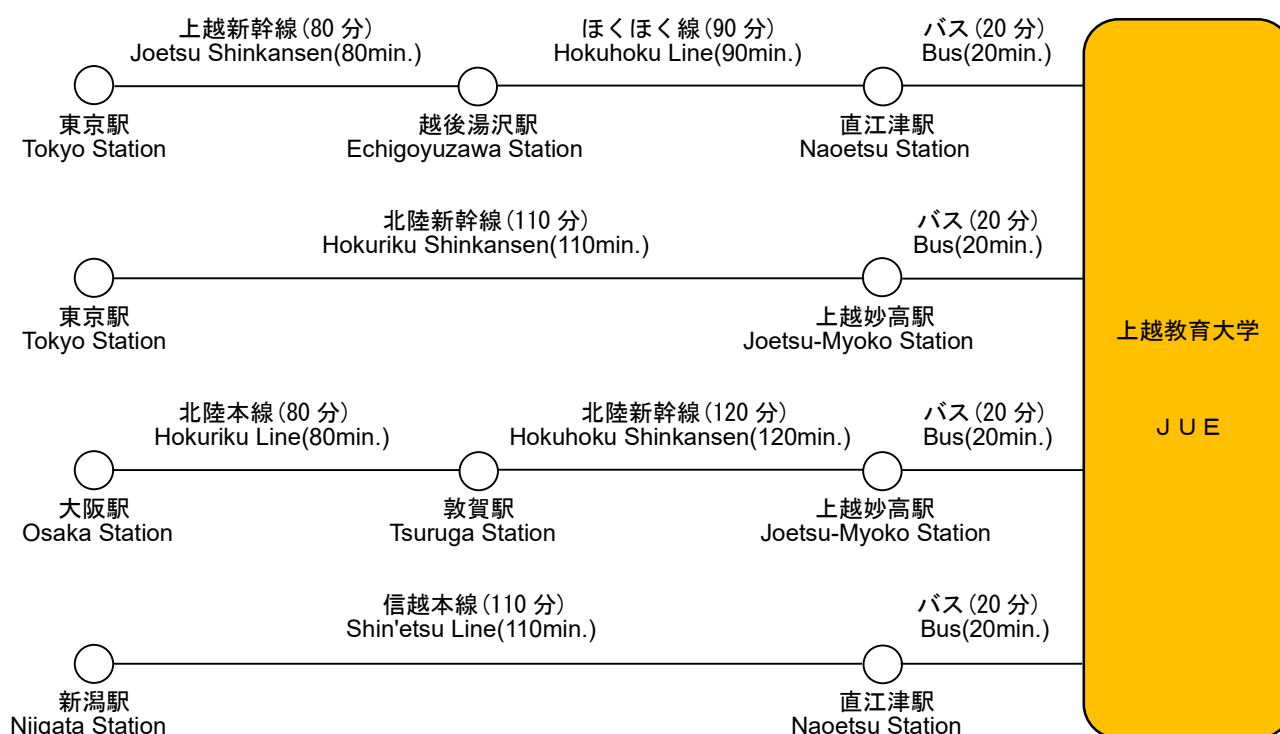 上越新幹線(80 分)
Joetsu Shinkansen(80min.)
ほくほく線(90 分)
Hokuhoku Line(90min.)
バス(20 分)
Bus(20min.)
東京駅
Tokyo Station
越後湯沢駅
Echigoyuzawa Station
直江津駅
Naoetsu Station
北陸新幹線(110 分)
Hokuriku Shinkansen(110min.)
バス(20 分)
Bus(20min.)
東京駅
Tokyo Station
上越妙高駅
Joetsu-Myoko Station
上越教育大学
ＪＵＥ
北陸本線(80 分)
Hokuriku Line(80min.)
北陸新幹線(120 分)
Hokuhoku Shinkansen(120min.)
バス(20 分)
Bus(20min.)
大阪駅
Osaka Station
敦賀駅
Tsuruga Station
上越妙高駅
Joetsu-Myoko Station
信越本線(110 分)
Shin'etsu Line(110min.)
バス(20 分)
Bus(20min.)
新潟駅
Niigata Station
直江津駅
Naoetsu Station